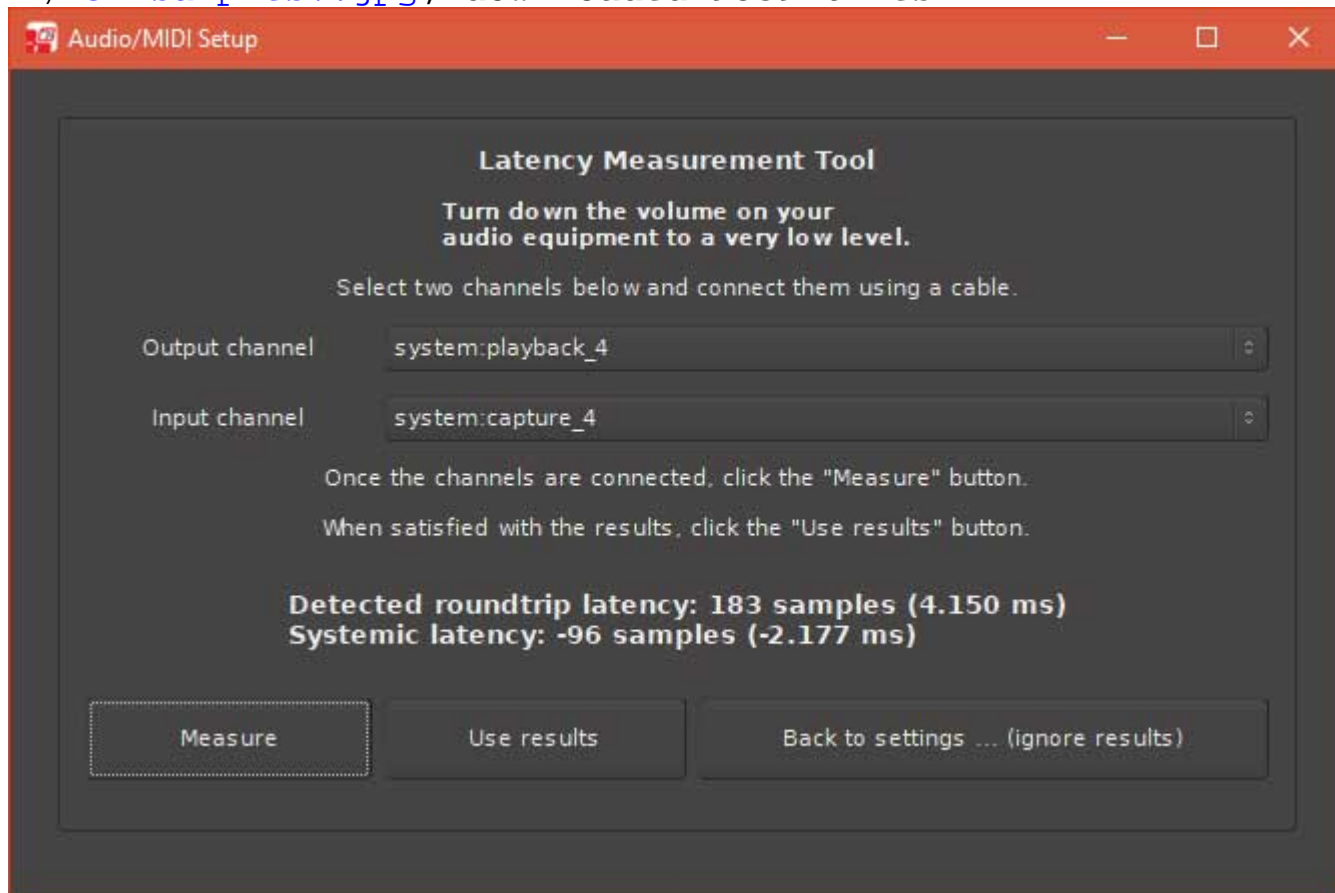 Audio/MIDI Setup
Latency Measurement Tool
Turn down the volume on your
audio equipment to a very low level.
Select two channels below and connect them using a cable.
Output channel system:playback_4
Input channel system:capture_4
Once the channels are connected, click the "Measure" button.
When satisfied with the results, click the "Use results" button.
Detected roundtrip latency: 183 samples (4.150 ms)
Systemic latency: -96 samples (-2.177 ms)
Measure Use results Back to settings ... (ignore results)